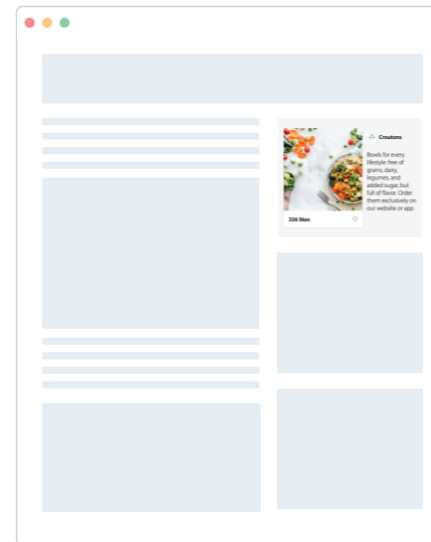 Croutons
Bowls for every
lifestyle: free of
grains, dairy,
legumes, and
added sugar, but
full of flavor. Order
them exclusively on
our website or app
336 likes